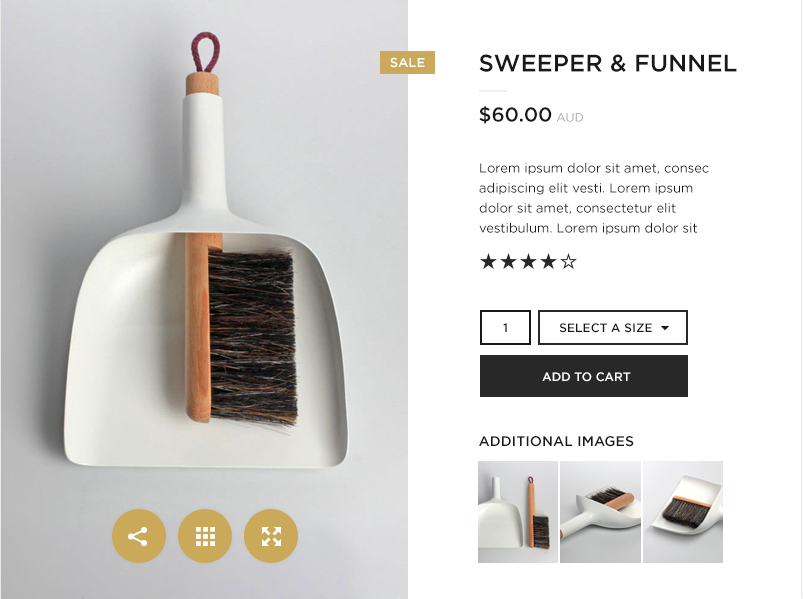 SALE
SWEEPER & FUNNEL
$60.00 AUD
Lorem ipsum dolor sit amet, consec
adipiscing elit vesti. Lorem ipsum
dolor sit amet, consectetur elit
vestibulum. Lorem ipsum dolor sit
1
SELECT A SIZE
ADD TO CART
ADDITIONAL IMAGES